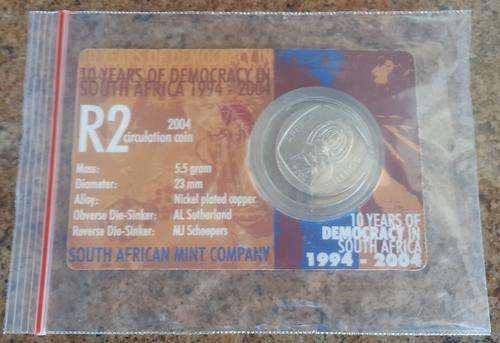 10 YEARS OF DEMOCRACY IN
SOUTH AFRICA 1994 - 2004
R2
2004
circulation coin
Mass: 5.5 gram
Diameter: 23 mm
Alloy: Nickel plated copper
Obverse Die-Sinker: AL Sutherland
Reverse Die-Sinker: MJ Scheepers
SOUTH AFRICAN MINT COMPANY
10 YEARS OF
DEMOCRACY IN
SOUTH AFRICA
1994 - 2004